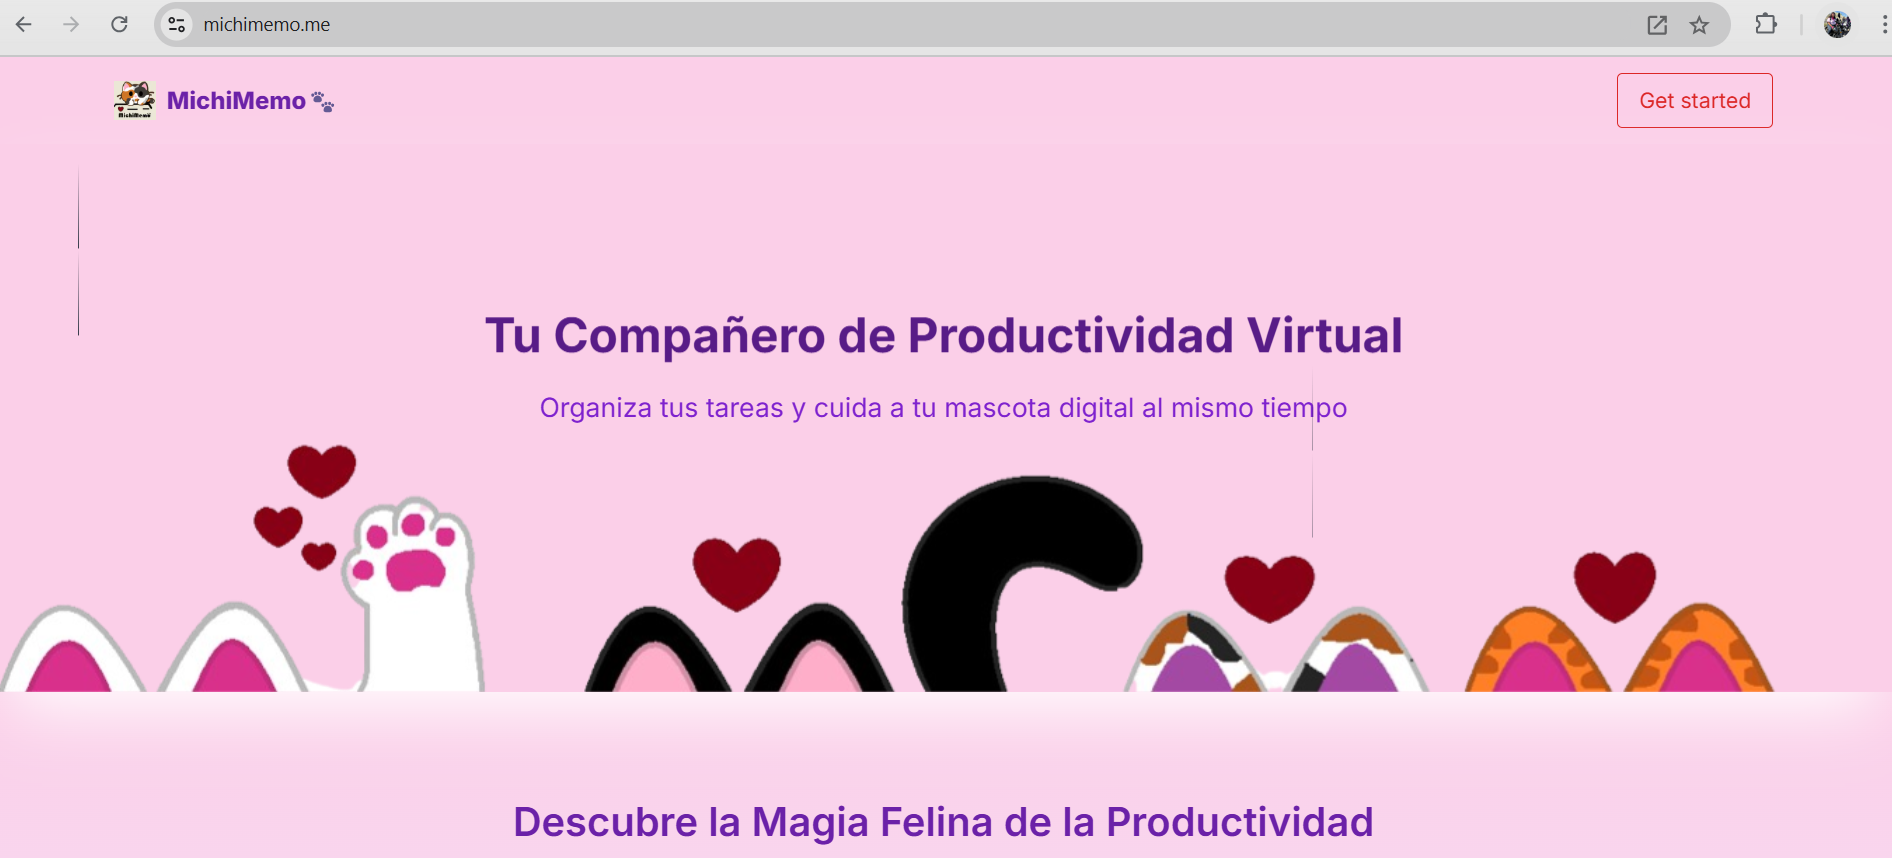 michimemo.me
MichiMemo
MichiMemo
Get started
Tu Compañero de Productividad Virtual
Organiza tus tareas y cuida a tu mascota digital al mismo tiempo
Descubre la Magia Felina de la Productividad